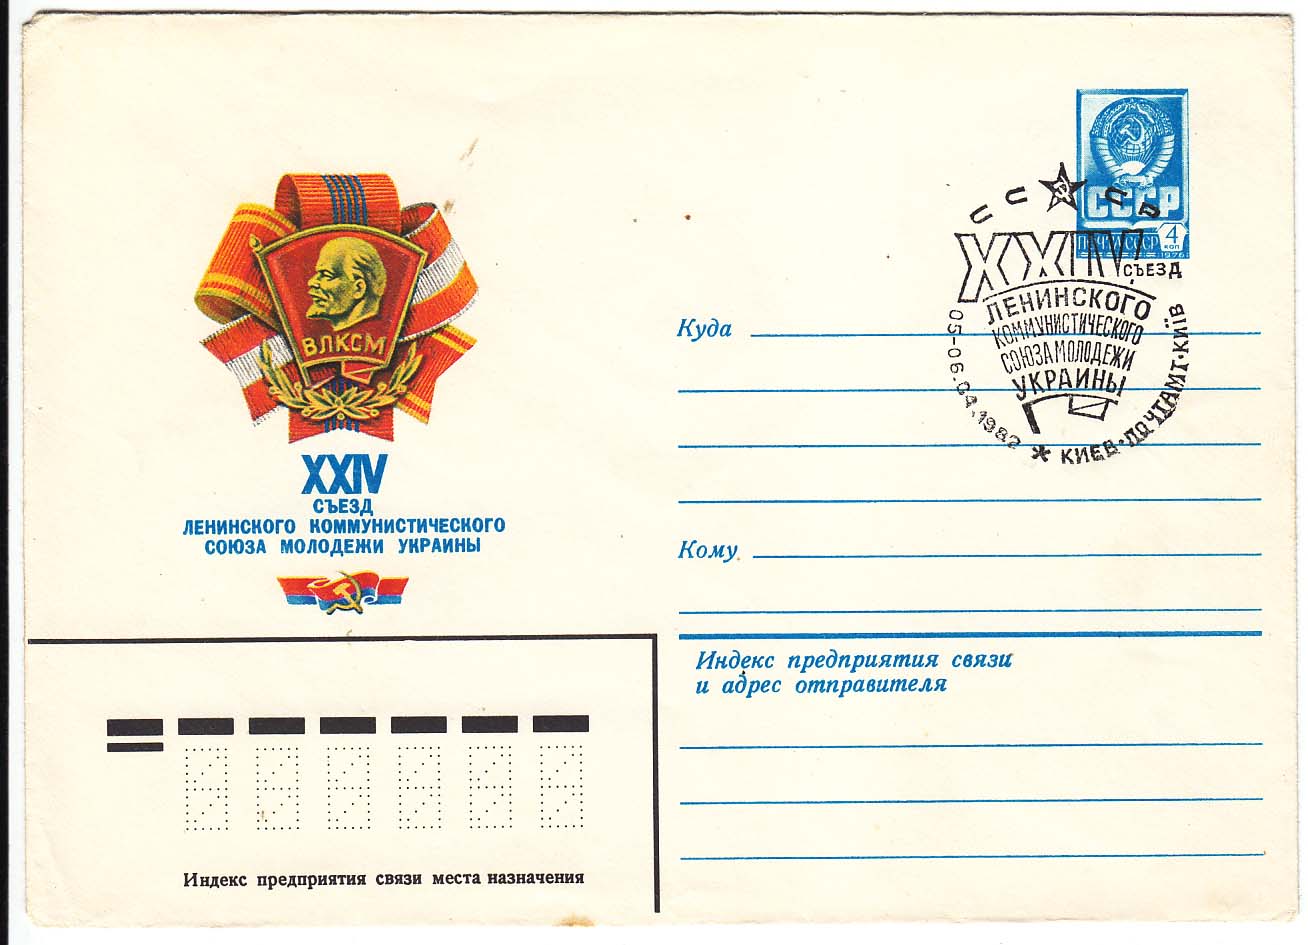 ВЛКСМ
XXIV
СЪЕЗД
ЛЕНИНСКОГО КОММУНИСТИЧЕСКОГО
СОЮЗА МОЛОДЕЖИ УКРАИНЫ
СССР
ПОЧТА СССР
4
КОП
1976
СССР
XXIV
СЪЕЗД
ЛЕНИНСКОГО
КОММУНИСТИЧЕСКОГО
СОЮЗА МОЛОДЕЖИ
УКРАИНЫ
05-06.04.1982 * КИЕВ·ПОЧТАМТ·КИЇВ
Куда
Кому
Индекс предприятия связи
и адрес отправителя
Индекс предприятия связи места назначения